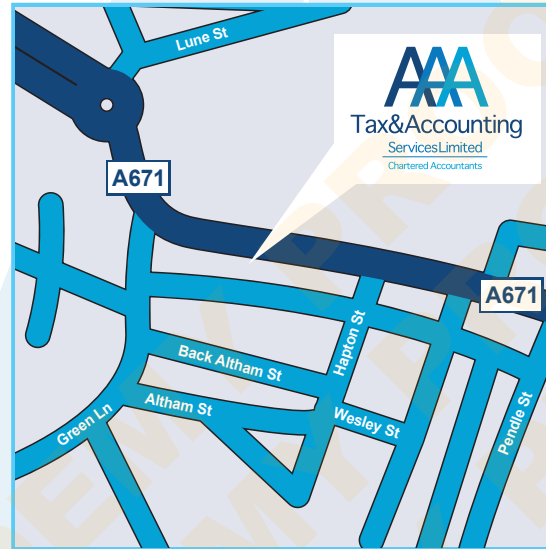 Lune St
AAA
Tax&Accounting
ServicesLimited
Chartered Accountants
A671
A671
Hapton St
Back Altham St
Altham St
Wesley St
Green Ln
Pendle St